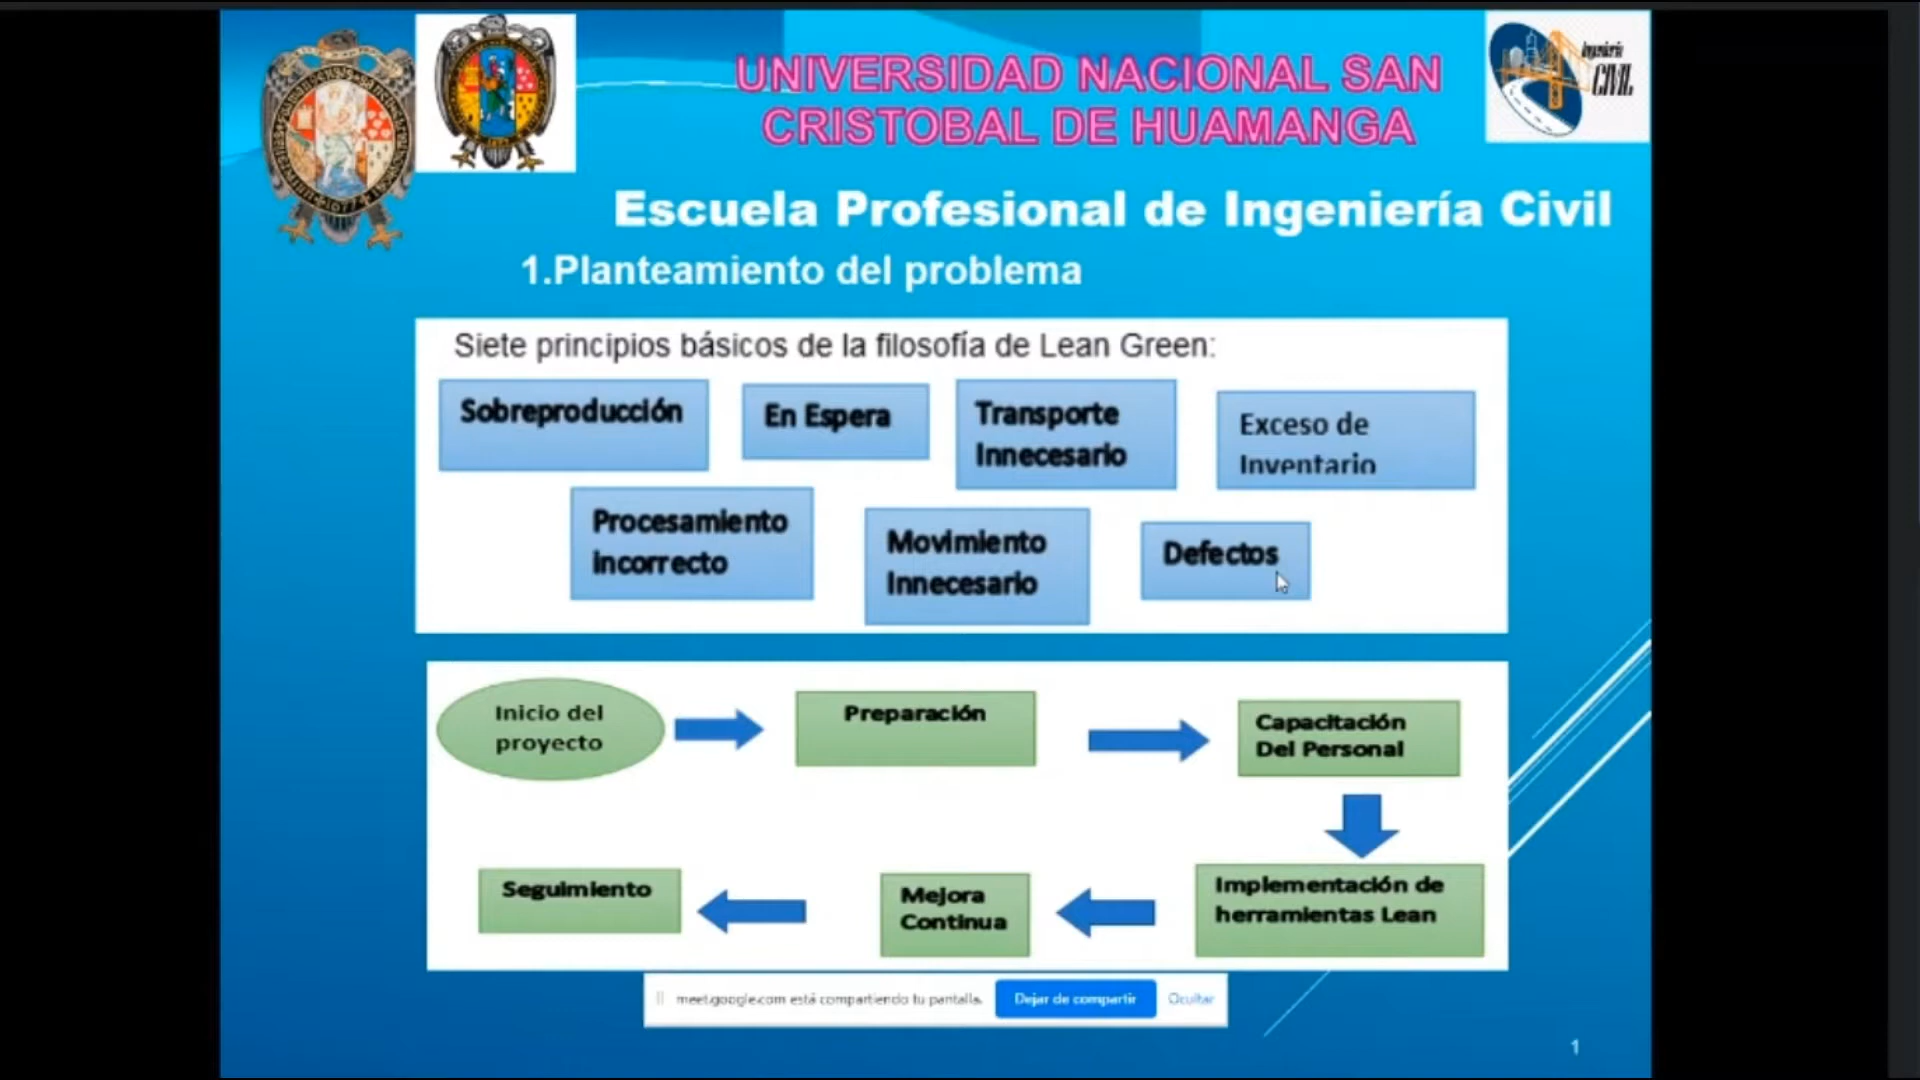 UNIVERSIDAD NACIONAL SAN
CRISTOBAL DE HUAMANGA
Ingeniería
CIVIL
Escuela Profesional de Ingeniería Civil
1.Planteamiento del problema
Siete principios básicos de la filosofía de Lean Green:
Sobreproducción
En Espera
Transporte
Innecesario
Exceso de
Inventario
Procesamiento
incorrecto
Movimiento
Innecesario
Defectos
Inicio del
proyecto
Preparación
Capacitación
Del Personal
Implementación de
herramientas Lean
Mejora
Continua
Seguimiento
meet.google.com está compartiendo tu pantalla.
Dejar de compartir
Ocultar
1677
1